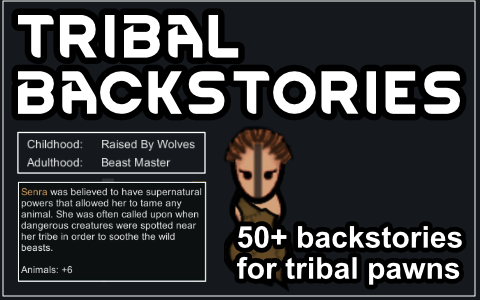 TRIBAL
BACKSTORIES
Childhood: Raised By Wolves
Adulthood: Beast Master
Senra was believed to have supernatural
powers that allowed her to tame any
animal. She was often called upon when
dangerous creatures were spotted near
her tribe in order to soothe the wild
beasts.
Animals: +6
50+ backstories
for tribal pawns